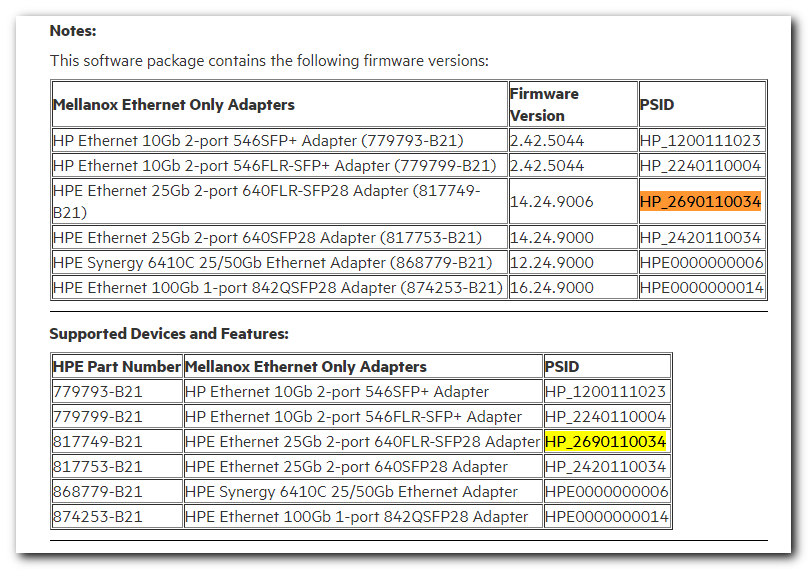 Notes:
This software package contains the following firmware versions:
Mellanox Ethernet Only Adapters Firmware Version PSID
HP Ethernet 10Gb 2-port 546SFP+ Adapter (779793-B21) 2.42.5044 HP_1200111023
HP Ethernet 10Gb 2-port 546FLR-SFP+ Adapter (779799-B21) 2.42.5044 HP_2240110004
HPE Ethernet 25Gb 2-port 640FLR-SFP28 Adapter (817749-B21) 14.24.9006 HP_2690110034
HPE Ethernet 25Gb 2-port 640SFP28 Adapter (817753-B21) 14.24.9000 HP_2420110034
HPE Synergy 6410C 25/50Gb Ethernet Adapter (868779-B21) 12.24.9000 HPE0000000006
HPE Ethernet 100Gb 1-port 842QSFP28 Adapter (874253-B21) 16.24.9000 HPE0000000014
Supported Devices and Features:
HPE Part Number Mellanox Ethernet Only Adapters PSID
779793-B21 HP Ethernet 10Gb 2-port 546SFP+ Adapter HP_1200111023
779799-B21 HP Ethernet 10Gb 2-port 546FLR-SFP+ Adapter HP_2240110004
817749-B21 HPE Ethernet 25Gb 2-port 640FLR-SFP28 Adapter HP_2690110034
817753-B21 HPE Ethernet 25Gb 2-port 640SFP28 Adapter HP_2420110034
868779-B21 HPE Synergy 6410C 25/50Gb Ethernet Adapter HPE0000000006
874253-B21 HPE Ethernet 100Gb 1-port 842QSFP28 Adapter HPE0000000014